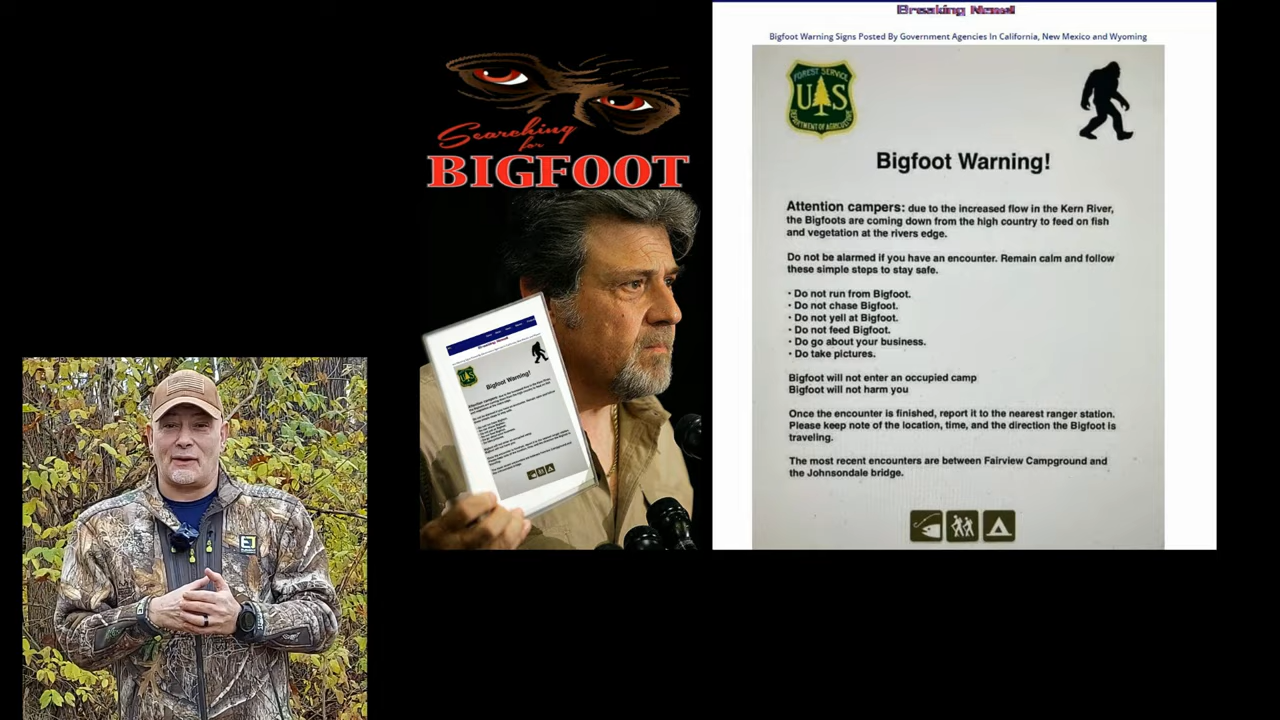 Breaking News!
Bigfoot Warning Signs Posted By Government Agencies In California, New Mexico and Wyoming
FOREST SERVICE
U S
DEPARTMENT OF AGRICULTURE
Bigfoot Warning!
Attention campers: due to the increased flow in the Kern River,
the Bigfoots are coming down from the high country to feed on fish
and vegetation at the rivers edge.
Do not be alarmed if you have an encounter. Remain calm and follow
these simple steps to stay safe.
· Do not run from Bigfoot.
· Do not chase Bigfoot.
· Do not yell at Bigfoot.
· Do not feed Bigfoot.
· Do go about your business.
· Do take pictures.
Bigfoot will not enter an occupied camp
Bigfoot will not harm you
Once the encounter is finished, report it to the nearest ranger station.
Please keep note of the location, time, and the direction the Bigfoot is
traveling.
The most recent encounters are between Fairview Campground and
the Johnsondale bridge.
Searching
for
BIGFOOT
Bigfoot Warning!